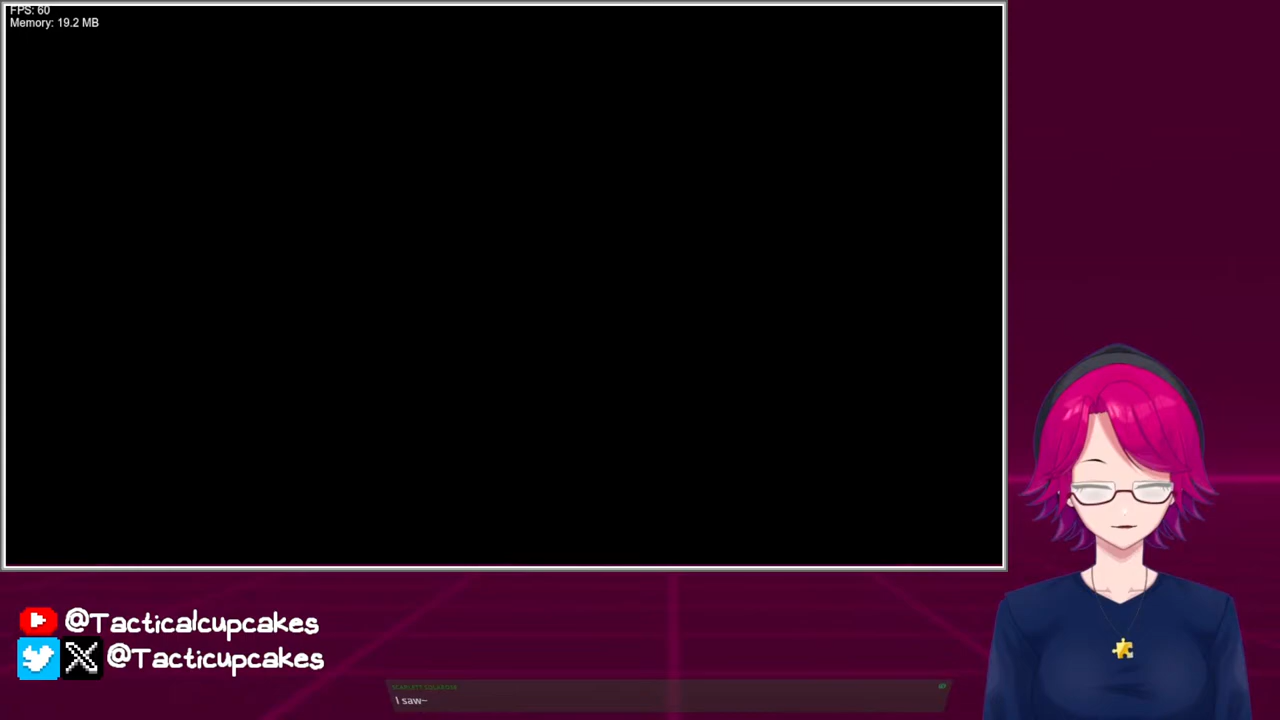 FPS: 60
Memory: 19.2 MB
@Tacticalcupcakes
@Tacticupcakes
I saw~